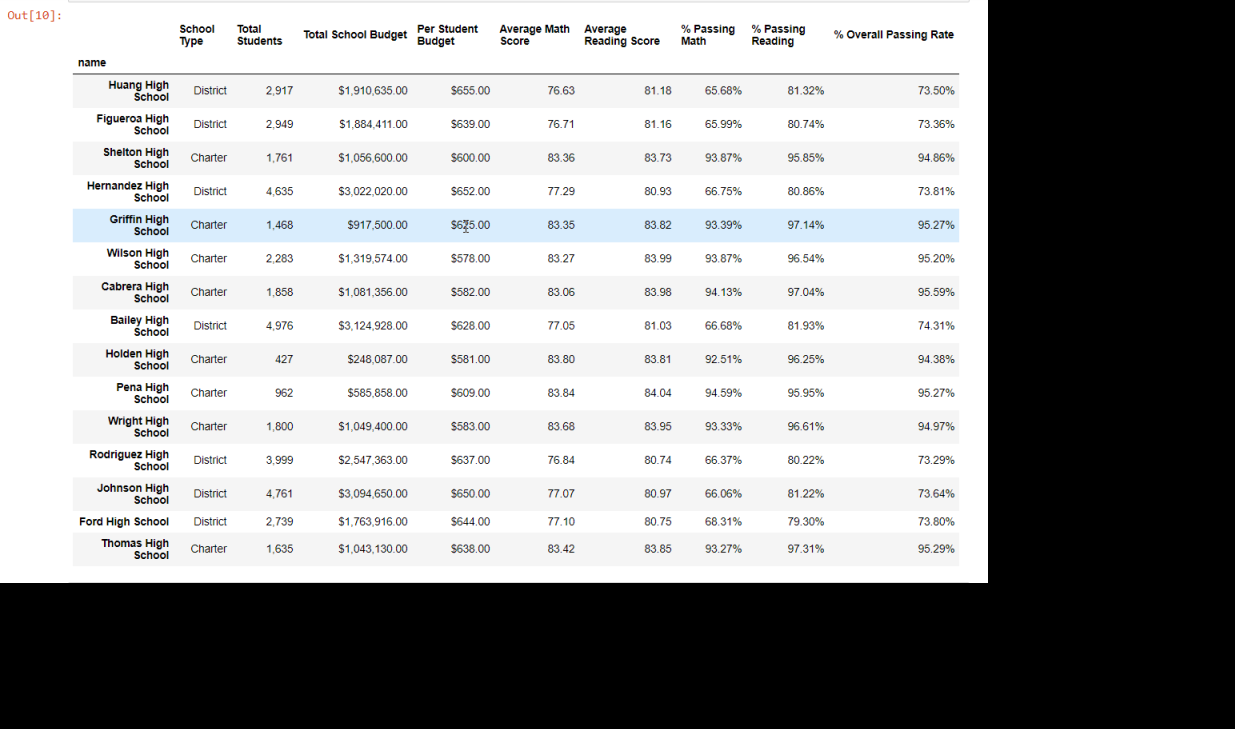 Out[10]:
School Type Total Students Total School Budget Per Student Budget Average Math Score Average Reading Score % Passing Math % Passing Reading % Overall Passing Rate
name
Huang High School District 2,917 $1,910,635.00 $655.00 76.63 81.18 65.68% 81.32% 73.50%
Figueroa High School District 2,949 $1,884,411.00 $639.00 76.71 81.16 65.99% 80.74% 73.36%
Shelton High School Charter 1,761 $1,056,600.00 $600.00 83.36 83.73 93.87% 95.85% 94.86%
Hernandez High School District 4,635 $3,022,020.00 $652.00 77.29 80.93 66.75% 80.86% 73.81%
Griffin High School Charter 1,468 $917,500.00 83.35 83.82 93.39% 97.14% 95.27%
Wilson High School Charter 2,283 $1,319,574.00 $578.00 83.27 83.99 93.87% 96.54% 95.20%
Cabrera High School Charter 1,858 $1,081,356.00 $582.00 83.06 83.98 94.13% 97.04% 95.59%
Bailey High School District 4,976 $3,124,928.00 $628.00 77.05 81.03 66.68% 81.93% 74.31%
Holden High School Charter 427 $248,087.00 $581.00 83.80 83.81 92.51% 96.25% 94.38%
Pena High School Charter 962 $585,858.00 $609.00 83.84 84.04 94.59% 95.95% 95.27%
Wright High School Charter 1,800 $1,049,400.00 $583.00 83.68 83.95 93.33% 96.61% 94.97%
Rodriguez High School District 3,999 $2,547,363.00 $637.00 76.84 80.74 66.37% 80.22% 73.29%
Johnson High School District 4,761 $3,094,650.00 $650.00 77.07 80.97 66.06% 81.22% 73.64%
Ford High School District 2,739 $1,763,916.00 $644.00 77.10 80.75 68.31% 79.30% 73.80%
Thomas High School Charter 1,635 $1,043,130.00 $638.00 83.42 83.85 93.27% 97.31% 95.29%